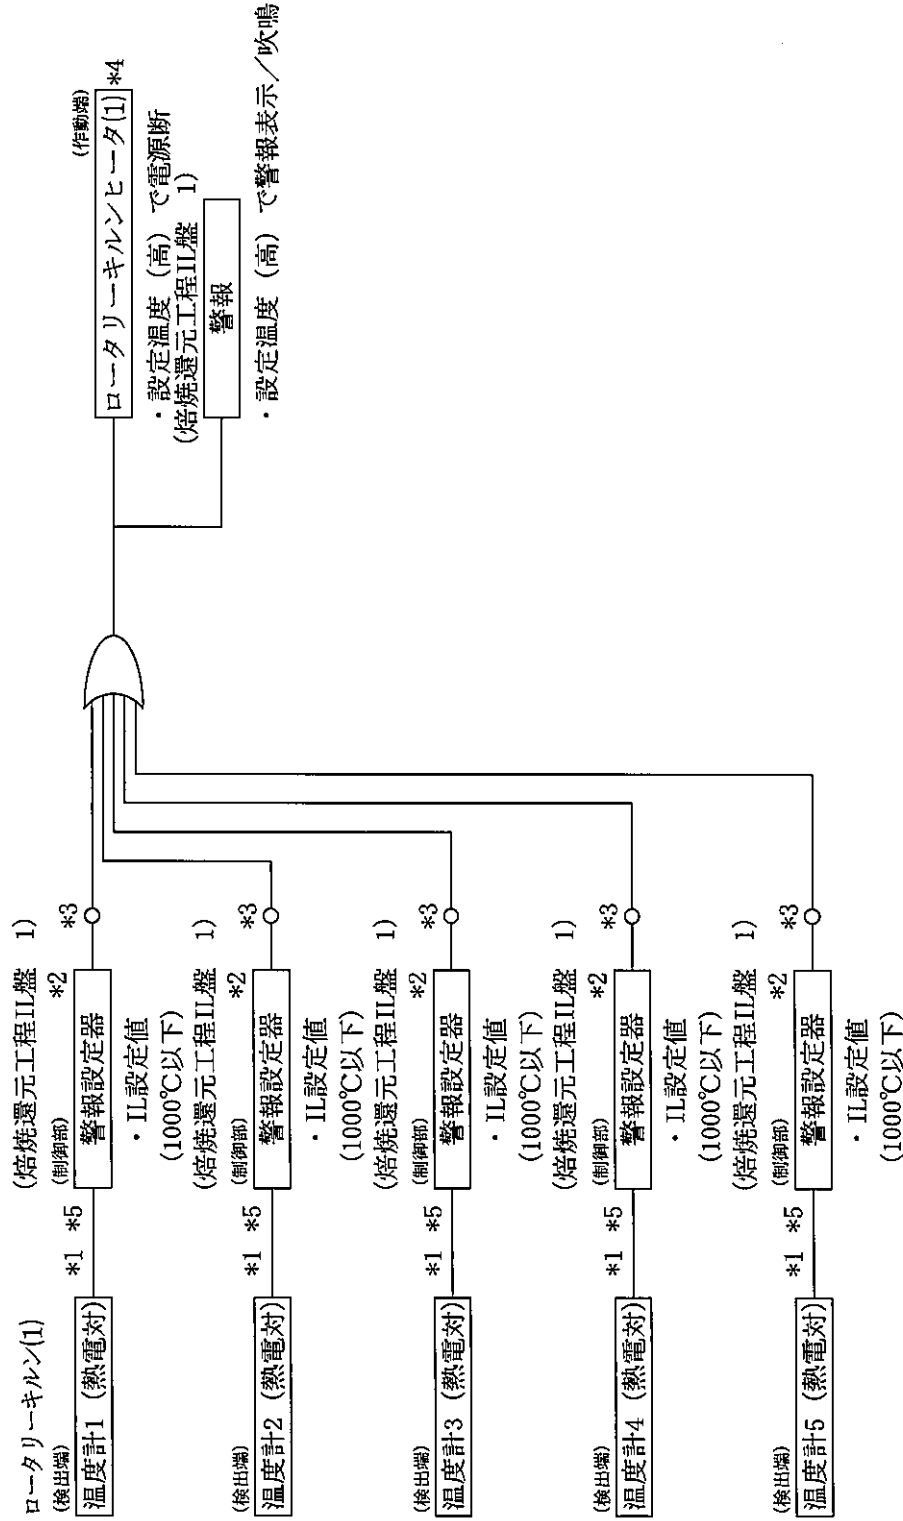 ロータリーキルン(1)
(検出端)
温度計1 (熱電対)
*1 *5
(焙焼還元工程IL盤 1)
(制御部)
*2
警報設定器
*3
・IL設定値
(1000℃以下)
(検出端)
温度計2 (熱電対)
*1 *5
(焙焼還元工程IL盤 1)
(制御部)
*2
警報設定器
*3
・IL設定値
(1000℃以下)
(検出端)
温度計3 (熱電対)
*1 *5
(焙焼還元工程IL盤 1)
(制御部)
*2
警報設定器
*3
・IL設定値
(1000℃以下)
(検出端)
温度計4 (熱電対)
*1 *5
(焙焼還元工程IL盤 1)
(制御部)
*2
警報設定器
*3
・IL設定値
(1000℃以下)
(検出端)
温度計5 (熱電対)
*1 *5
(焙焼還元工程IL盤 1)
(制御部)
*2
警報設定器
*3
・IL設定値
(1000℃以下)
(作動端)
ロータリーキルンヒータ(1) *4
・設定温度 (高) で電源断
(焙焼還元工程IL盤 1)
警報
・設定温度 (高) で警報表示/吹鳴